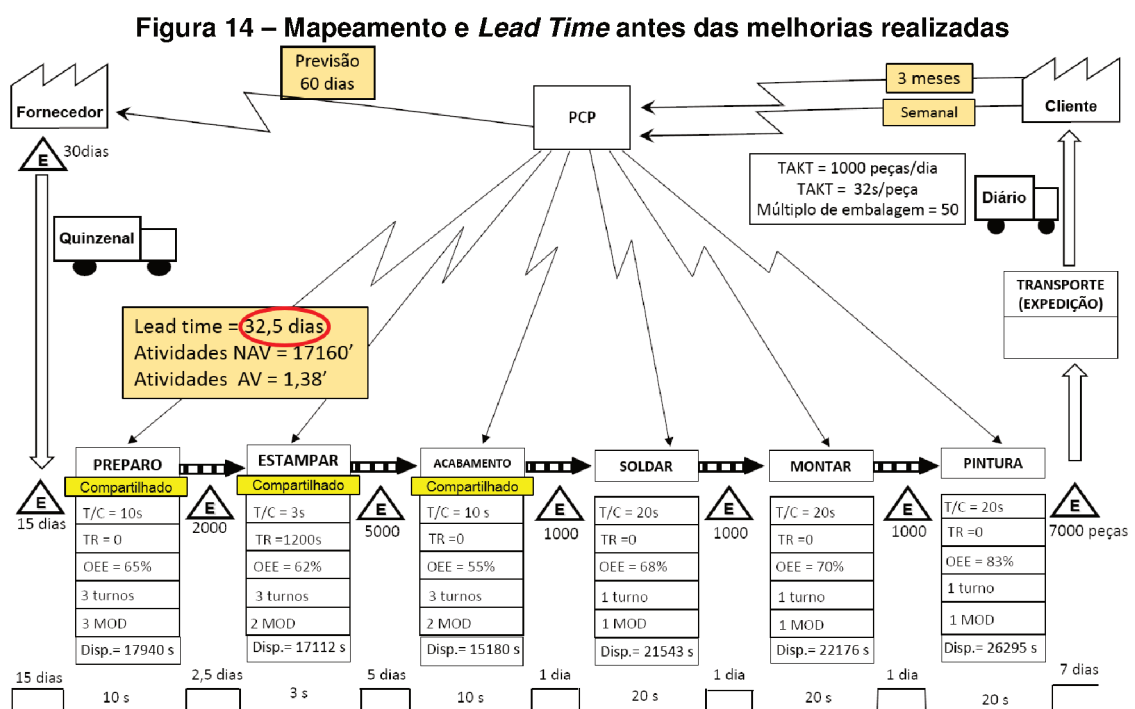 Figura 14 – Mapeamento e Lead Time antes das melhorias realizadas
Previsão
60 dias
Fornecedor
PCP
3 meses
Semanal
Cliente
E
30dias
TAKT = 1000 peças/dia
TAKT = 32s/peça
Múltiplo de embalagem = 50
Diário
Quinzenal
TRANSPORTE
(EXPEDIÇÃO)
Lead time = 32,5 dias
Atividades NAV = 17160’
Atividades AV = 1,38’
E
15 dias
PREPARO
Compartilhado
T/C = 10s
TR = 0
OEE = 65%
3 turnos
3 MOD
Disp.= 17940 s
E
2000
ESTAMPAR
Compartilhado
T/C = 3s
TR =1200s
OEE = 62%
3 turnos
2 MOD
Disp.= 17112 s
E
5000
ACABAMENTO
Compartilhado
T/C = 10 s
TR =0
OEE = 55%
3 turnos
2 MOD
Disp.= 15180 s
E
1000
SOLDAR
T/C = 20s
TR =0
OEE = 68%
1 turno
1 MOD
Disp.= 21543 s
E
1000
MONTAR
T/C = 20s
TR =0
OEE = 70%
1 turno
1 MOD
Disp.= 22176 s
E
1000
PINTURA
T/C = 20s
TR =0
OEE = 83%
1 turno
1 MOD
Disp.= 26295 s
E
7000 peças
15 dias
10 s
2,5 dias
3 s
5 dias
10 s
1 dia
20 s
1 dia
20 s
1 dia
20 s
7 dias